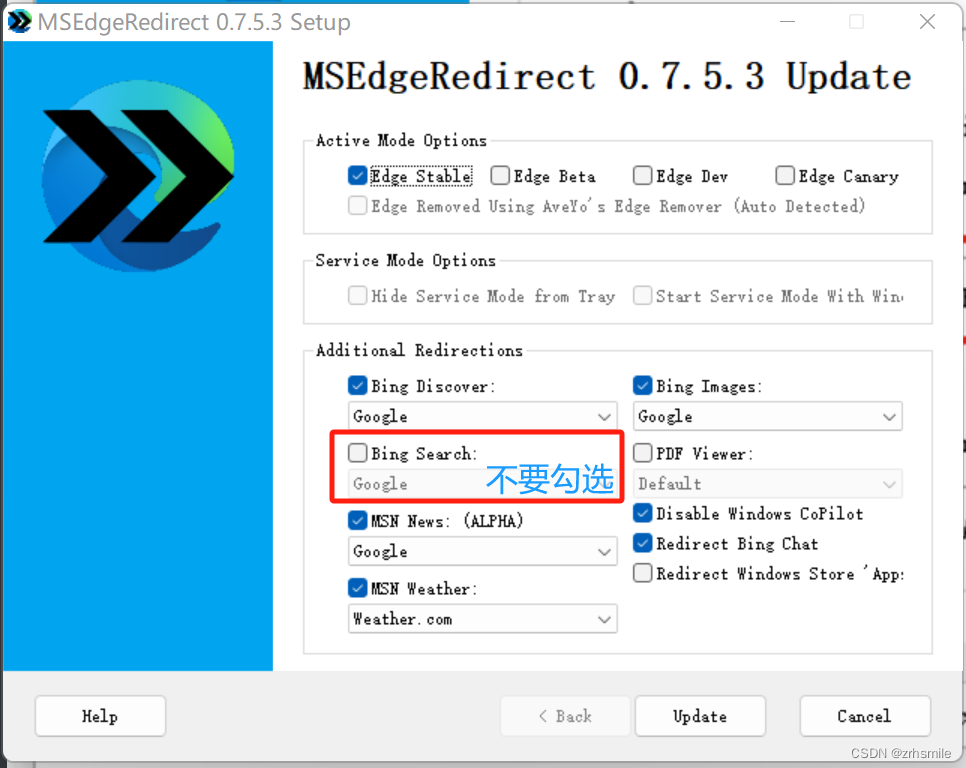 MSEdgeRedirect 0.7.5.3 Setup
MSEdgeRedirect 0.7.5.3 Update
Active Mode Options
Edge Stable Edge Beta Edge Dev Edge Canary
Edge Removed Using AveYo's Edge Remover (Auto Detected)
Service Mode Options
Hide Service Mode from Tray Start Service Mode With Win
Additional Redirections
Bing Discover: Bing Images:
Google Google
Bing Search: PDF Viewer:
Google 不要勾选 Default
MSN News: (ALPHA) Disable Windows CoPilot
Google Redirect Bing Chat
MSN Weather: Redirect Windows Store 'Apps
Weather.com
Help < Back Update Cancel
CSDN @zrhsmile